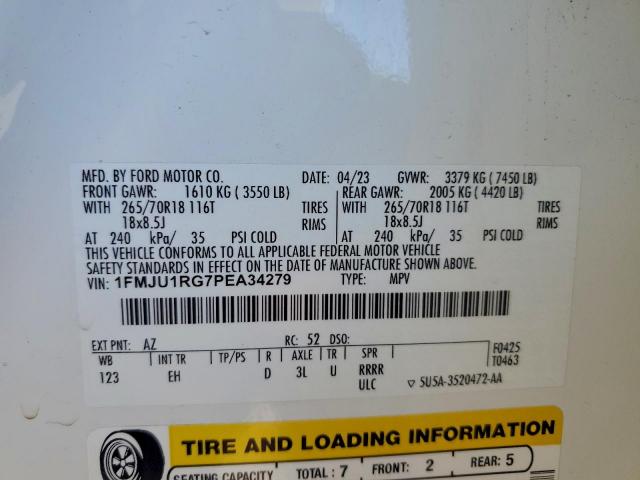 MFD. BY FORD MOTOR CO. DATE: 04/23 GVWR: 3379 KG ( 7450 LB)
FRONT GAWR: 1610 KG ( 3550 LB) REAR GAWR: 2005 KG ( 4420 LB)
WITH 265/70R18 116T TIRES WITH 265/70R18 116T TIRES
18x8.5J RIMS 18x8.5J RIMS
AT 240 kPa/ 35 PSI COLD AT 240 kPa/ 35 PSI COLD
THIS VEHICLE CONFORMS TO ALL APPLICABLE FEDERAL MOTOR VEHICLE
SAFETY STANDARDS IN EFFECT ON THE DATE OF MANUFACTURE SHOWN ABOVE.
VIN: 1FMJU1RG7PEA34279 TYPE: MPV
EXT PNT: AZ RC: 52 DSO: F0425
WB INT TR TP/PS R AXLE TR SPR T0463
123 EH D 3L U RRRR
ULC ▽ 5U5A-3520472-AA
TIRE AND LOADING INFORMATION
SEATING CAPACITY TOTAL: 7 FRONT: 2 REAR: 5